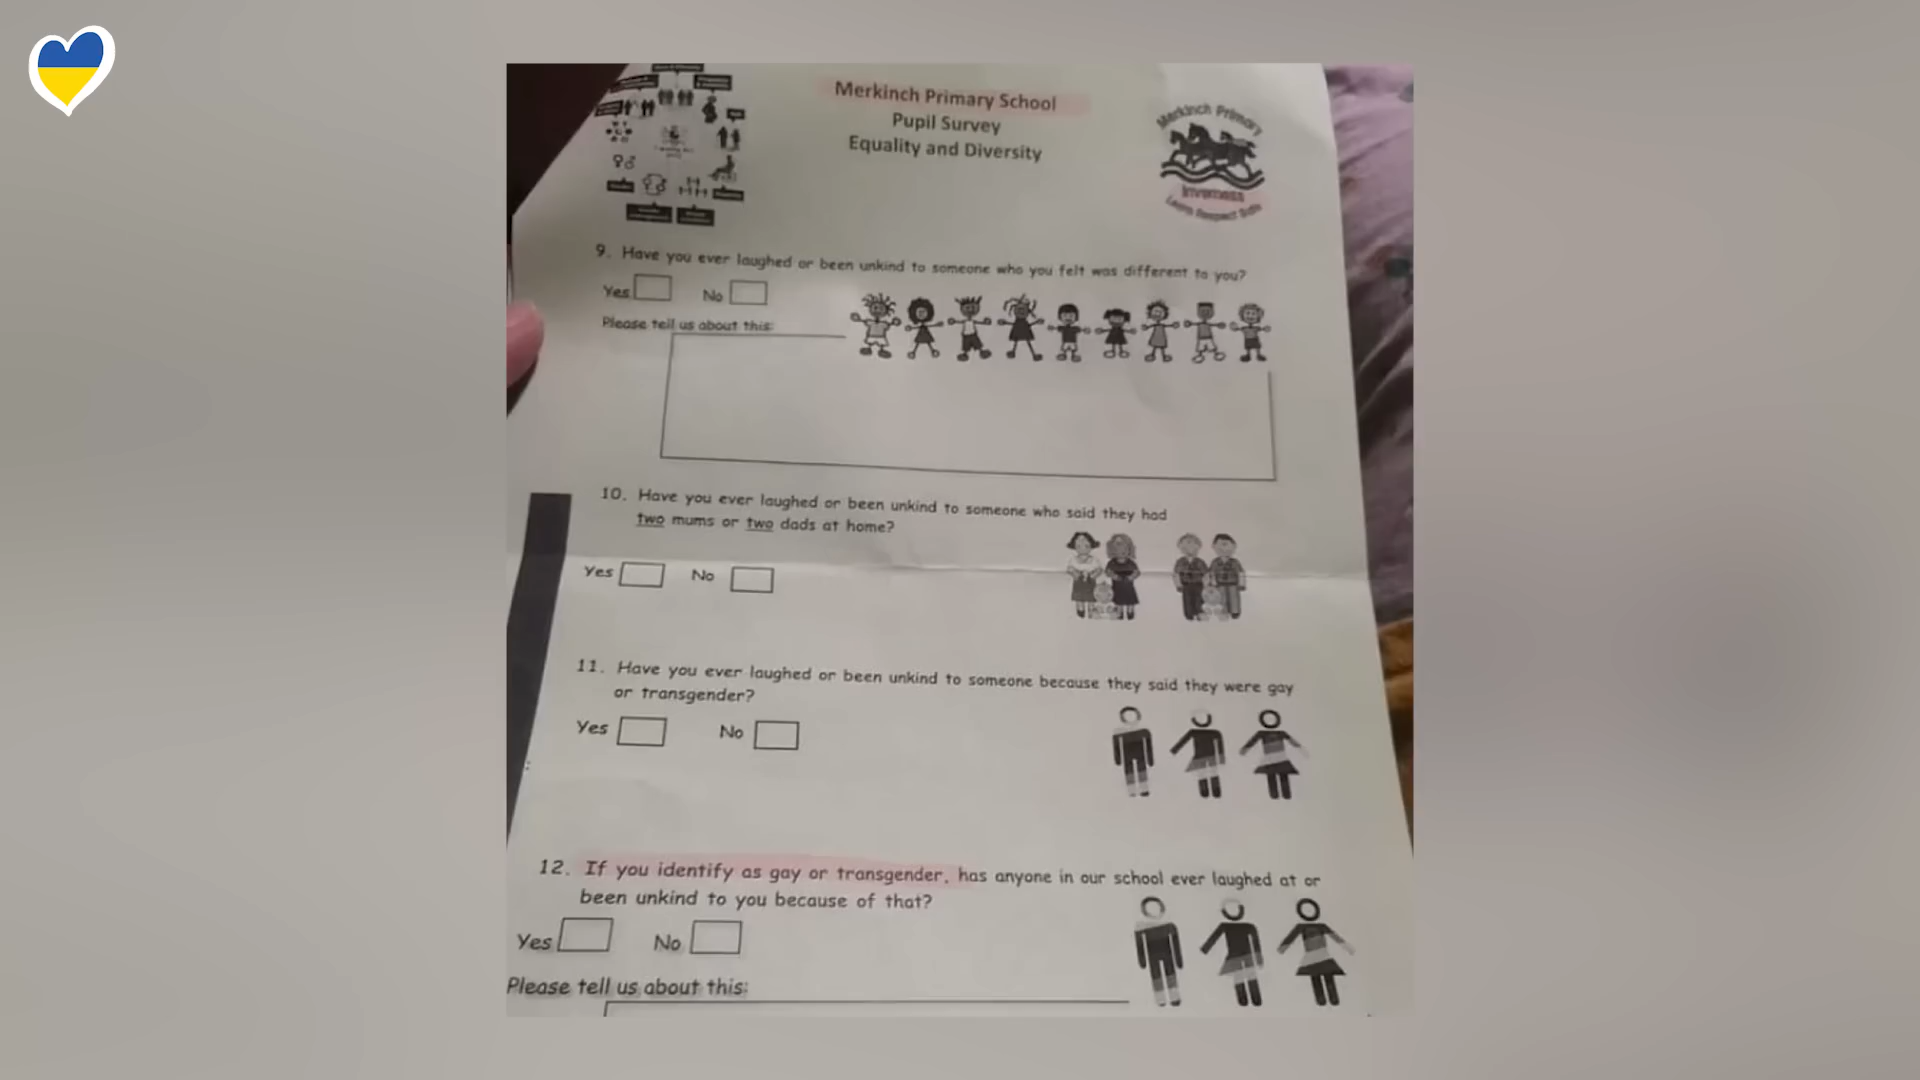 Merkinch Primary School
Pupil Survey
Equality and Diversity
Merkinch Primary
Inverness
9. Have you ever laughed or been unkind to someone who you felt was different to you?
Yes No
Please tell us about this:
10. Have you ever laughed or been unkind to someone who said they had
two mums or two dads at home?
Yes No
11. Have you ever laughed or been unkind to someone because they said they were gay
or transgender?
Yes No
12. If you identify as gay or transgender, has anyone in our school ever laughed at or
been unkind to you because of that?
Yes No
Please tell us about this: